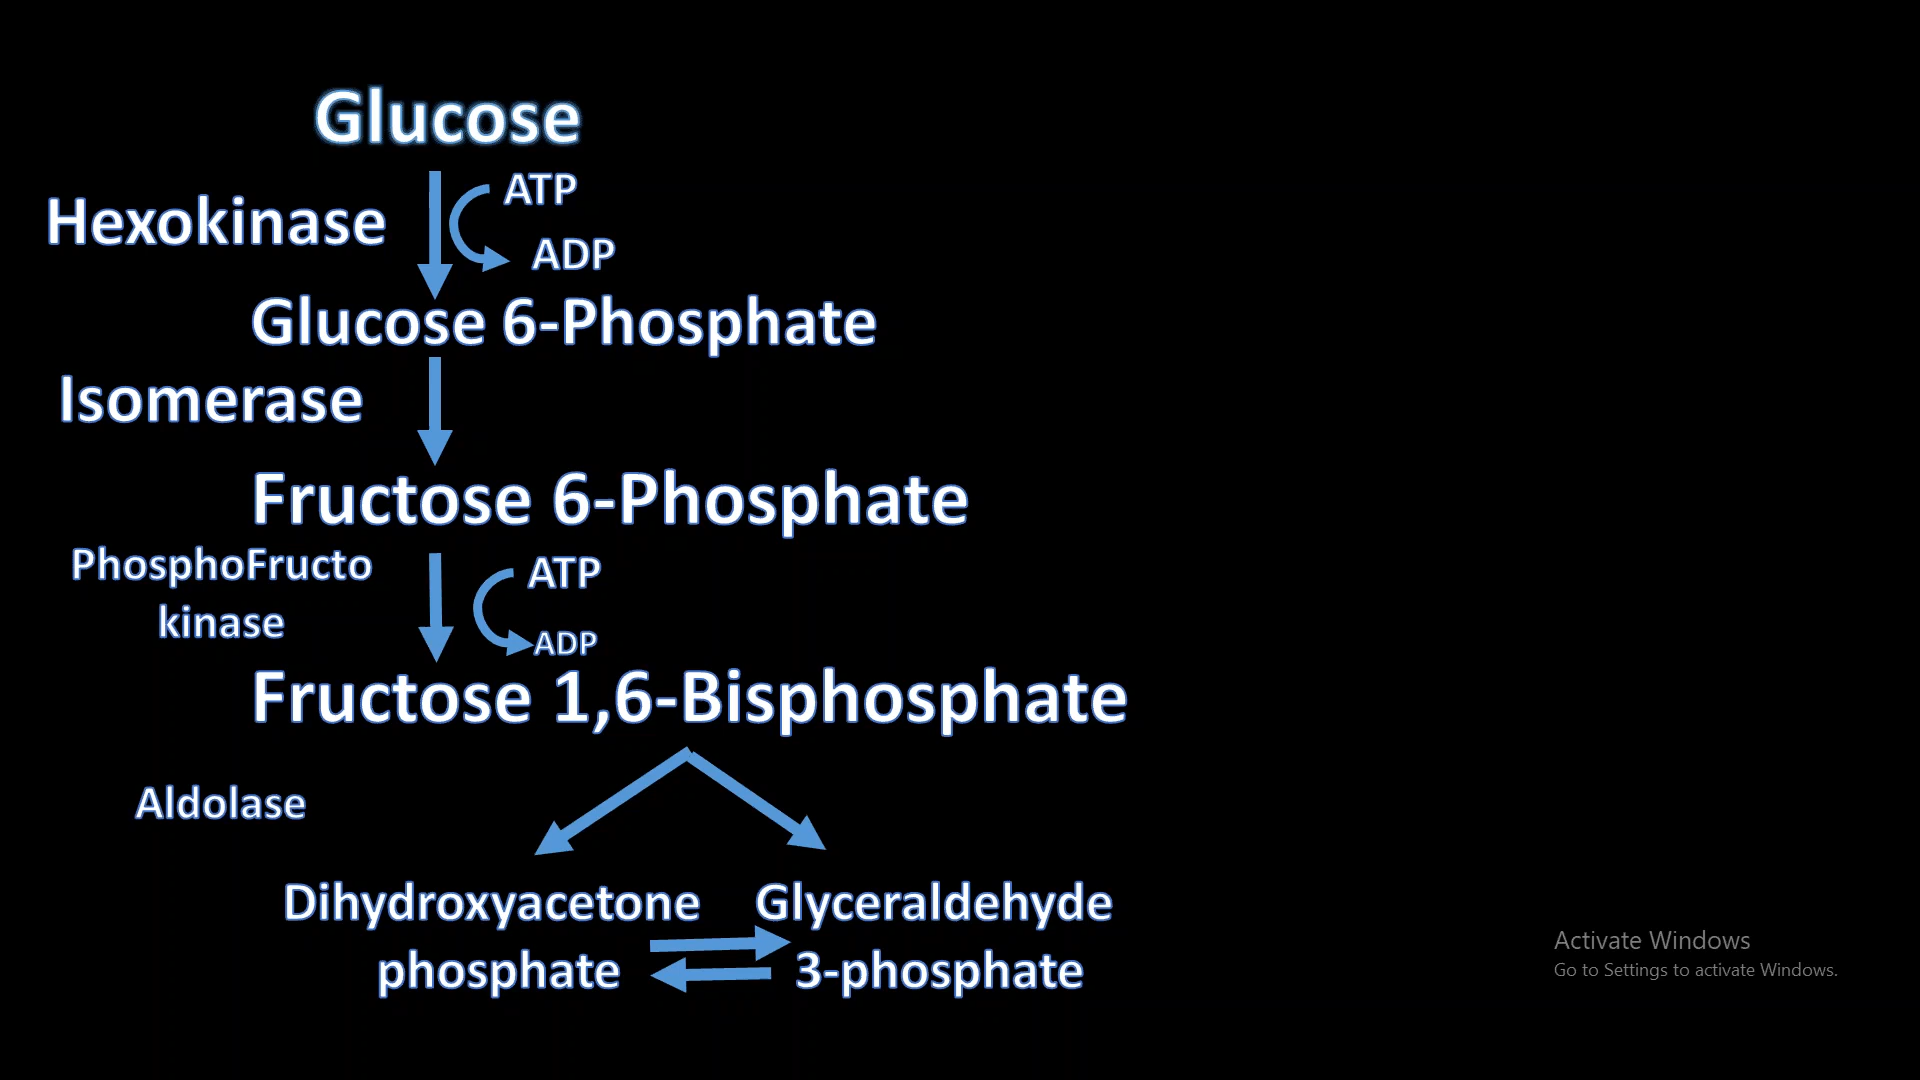 Glucose
Hexokinase
ATP
ADP
Glucose 6-Phosphate
Isomerase
Fructose 6-Phosphate
PhosphoFructo
kinase
ATP
ADP
Fructose 1,6-Bisphosphate
Aldolase
Dihydroxyacetone
phosphate
Glyceraldehyde
3-phosphate
Activate Windows
Go to Settings to activate Windows.